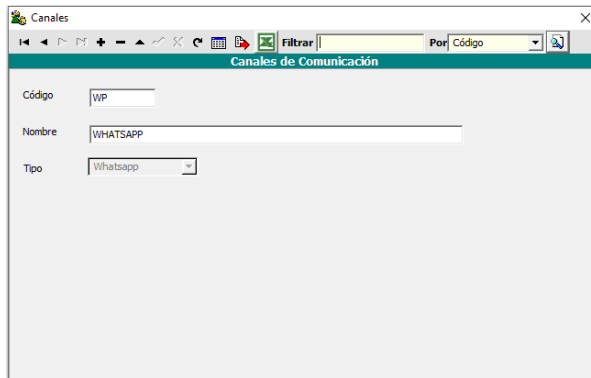 Canales
Filtrar Por Código
Canales de Comunicación
Código WP
Nombre WHATSAPP
Tipo Whatsapp